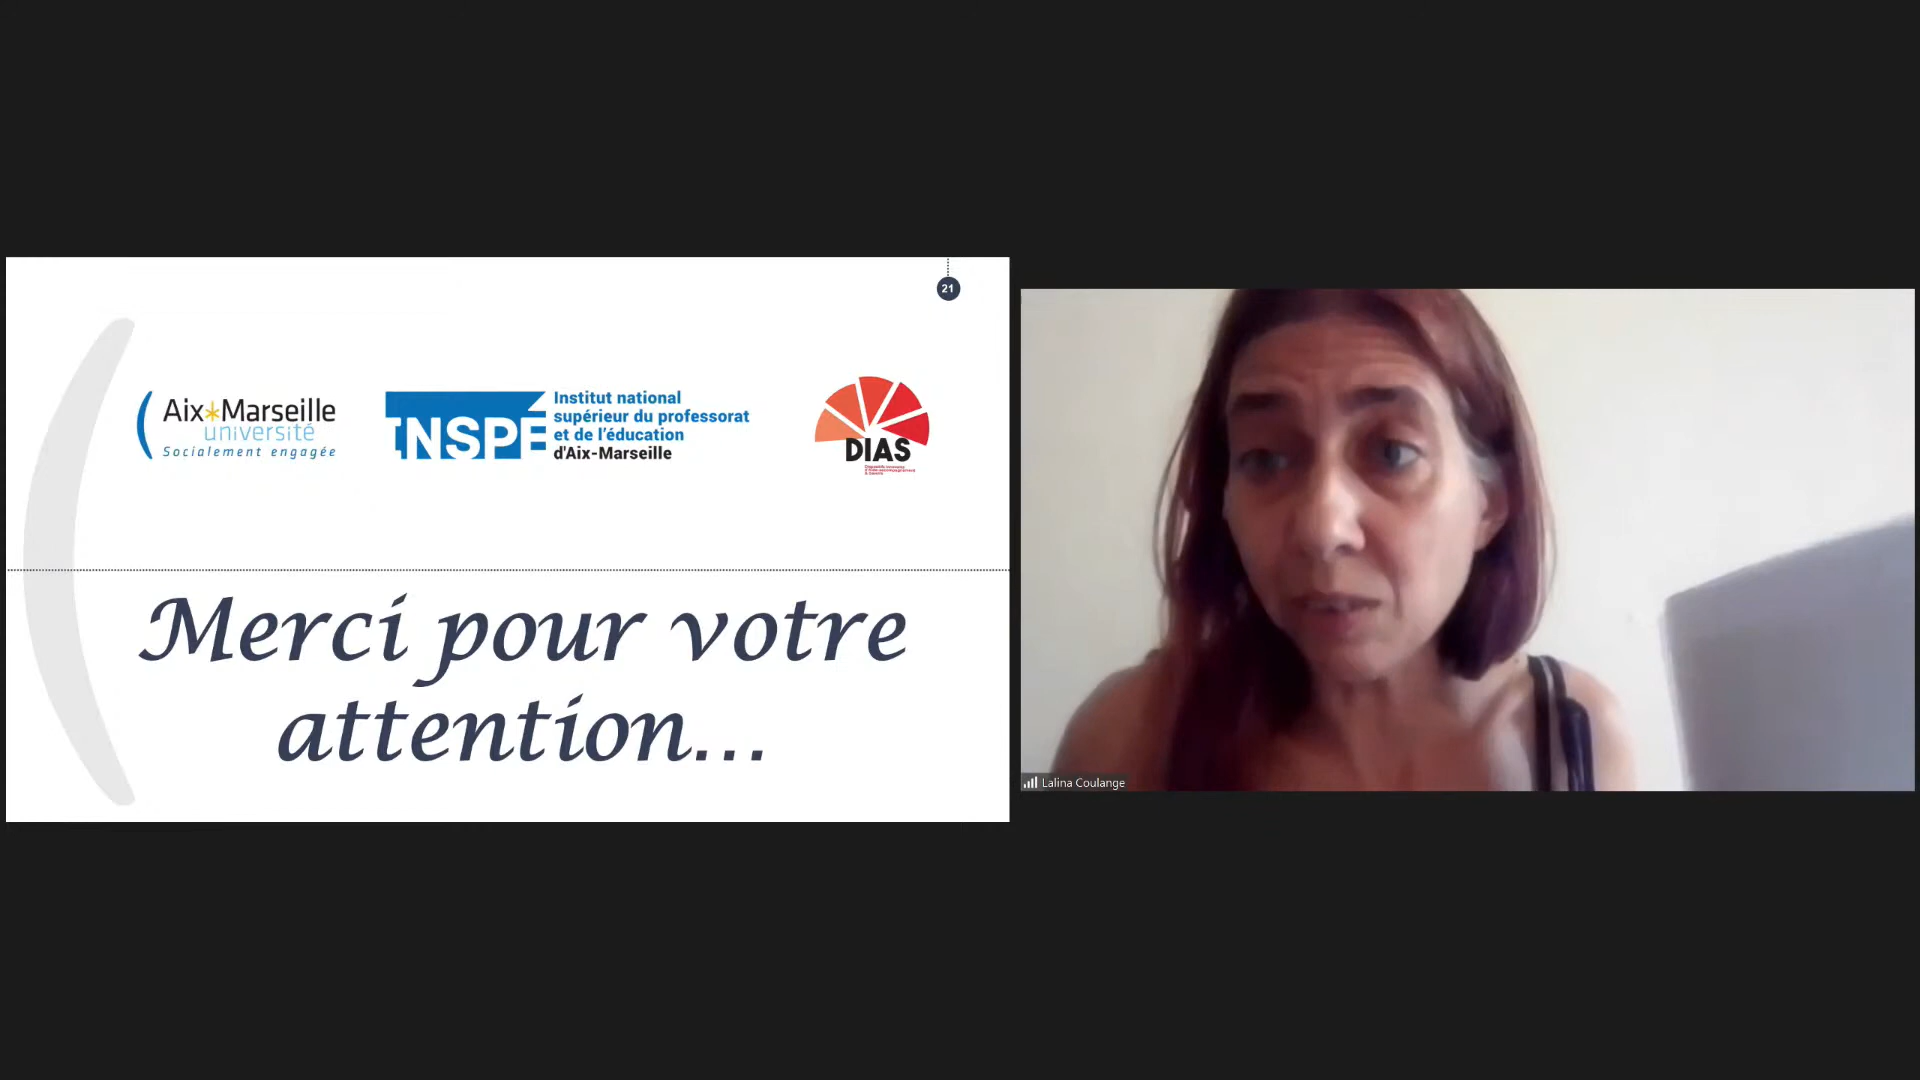 21
Aix Marseille
université
Socialement engagée
INSPÉ
Institut national
supérieur du professorat
et de l'éducation
d'Aix-Marseille
DIAS
Merci pour votre
attention...
Lalina Coulange